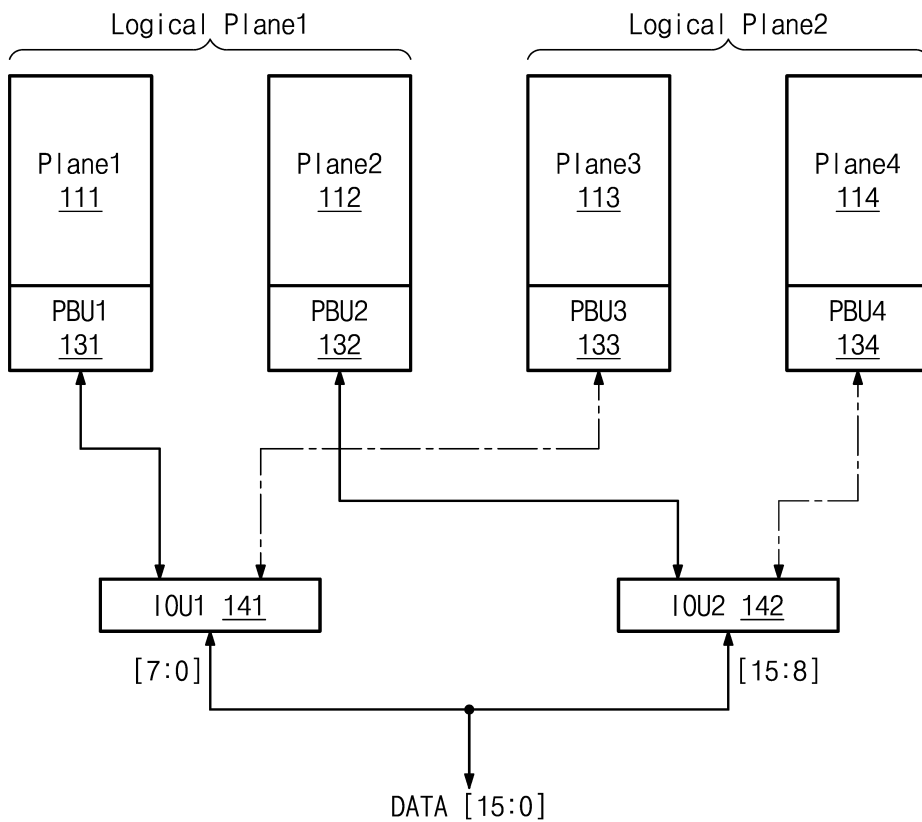 Logical Plane1 Logical Plane2
Plane1 Plane2 Plane3 Plane4
111 112 113 114
PBU1 PBU2 PBU3 PBU4
131 132 133 134
IOU1 141 IOU2 142
[7:0] [15:8]
DATA [15:0]